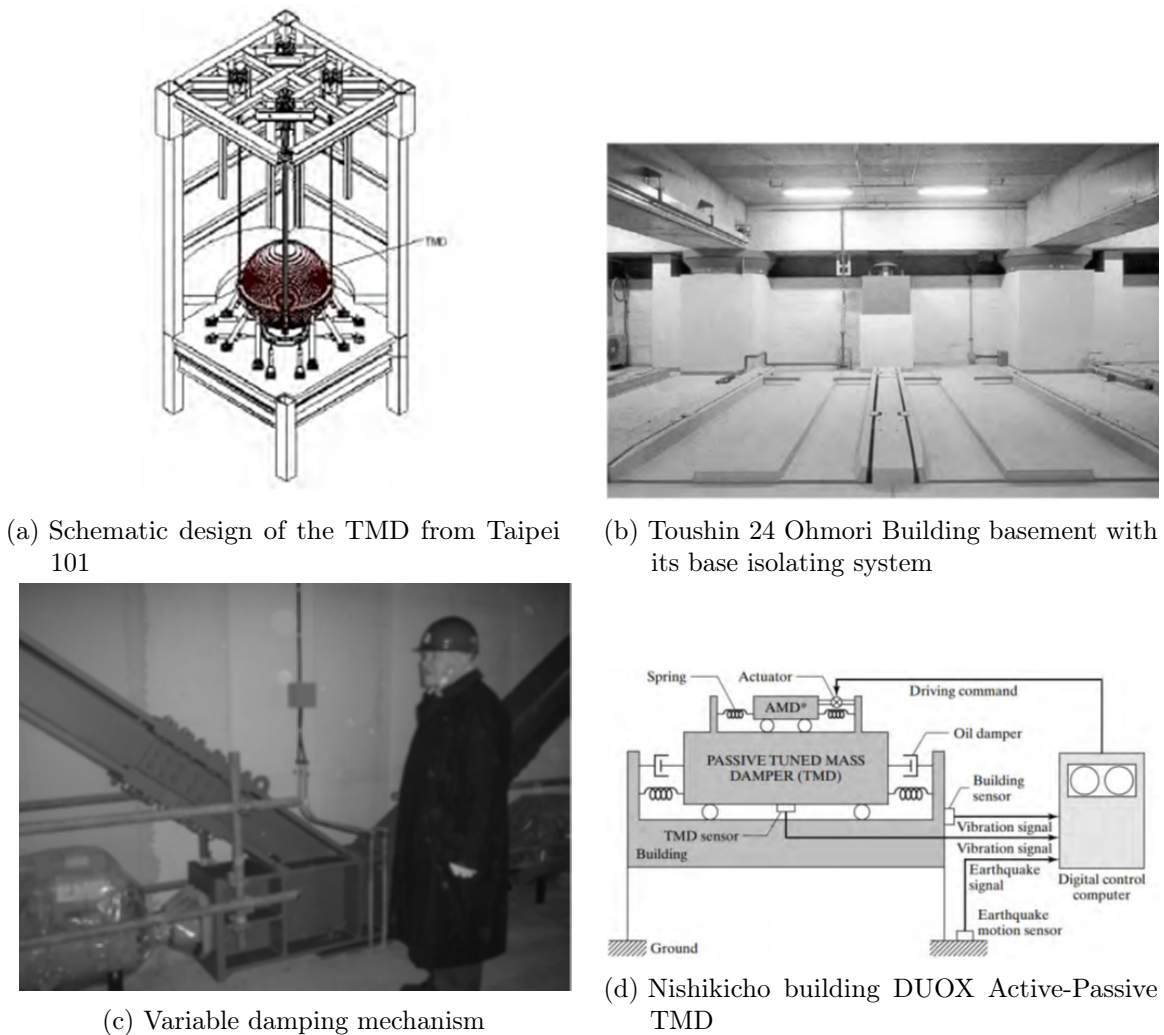 TMD
(a) Schematic design of the TMD from Taipei
101
(b) Toushin 24 Ohmori Building basement with
its base isolating system
(c) Variable damping mechanism
Spring
Actuator
Driving command
AMD*
Oil damper
PASSIVE TUNED MASS
DAMPER (TMD)
Building
sensor
TMD sensor
Vibration signal
Building
Vibration signal
Earthquake
signal
Digital control
computer
Earthquake
motion sensor
Ground
(d) Nishikicho building DUOX Active-Passive
TMD